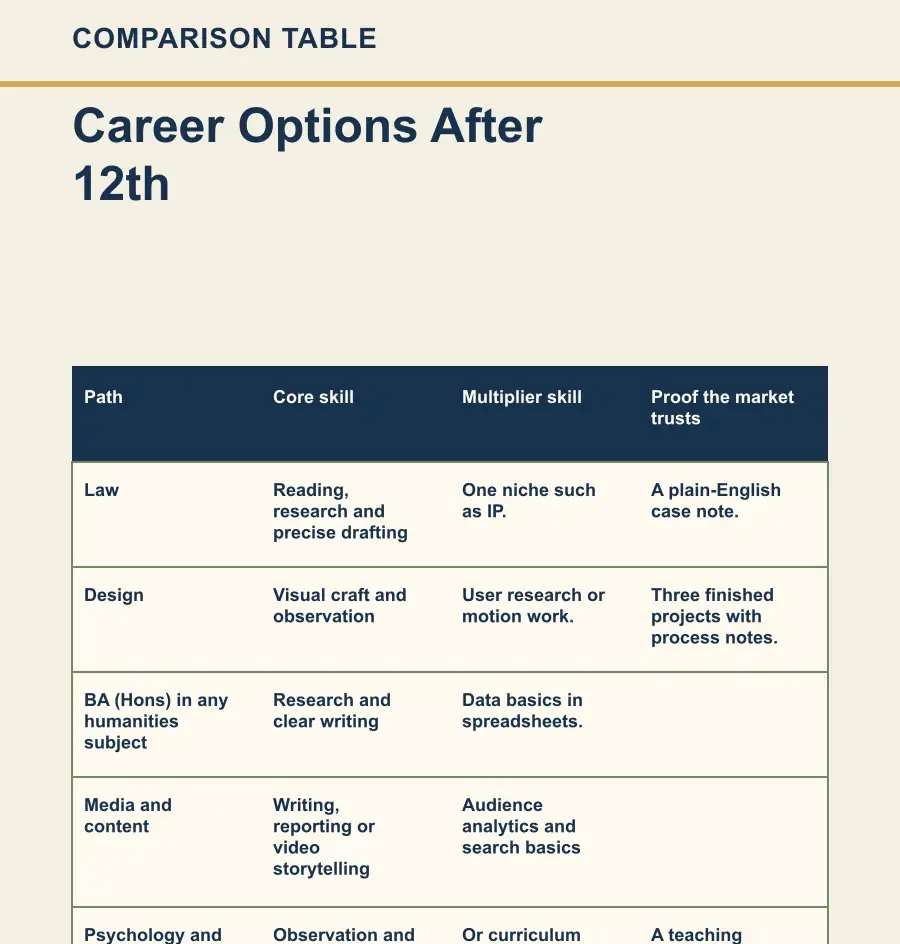 COMPARISON TABLE
Career Options After
12th
Path
Core skill
Multiplier skill
Proof the market
trusts
Law
Reading,
research and
precise drafting
One niche such
as IP.
A plain-English
case note.
Design
Visual craft and
observation
User research or
motion work.
Three finished
projects with
process notes.
BA (Hons) in any
humanities
subject
Research and
clear writing
Data basics in
spreadsheets.
Media and
content
Writing,
reporting or
video
storytelling
Audience
analytics and
search basics
Psychology and
Observation and
Or curriculum
A teaching